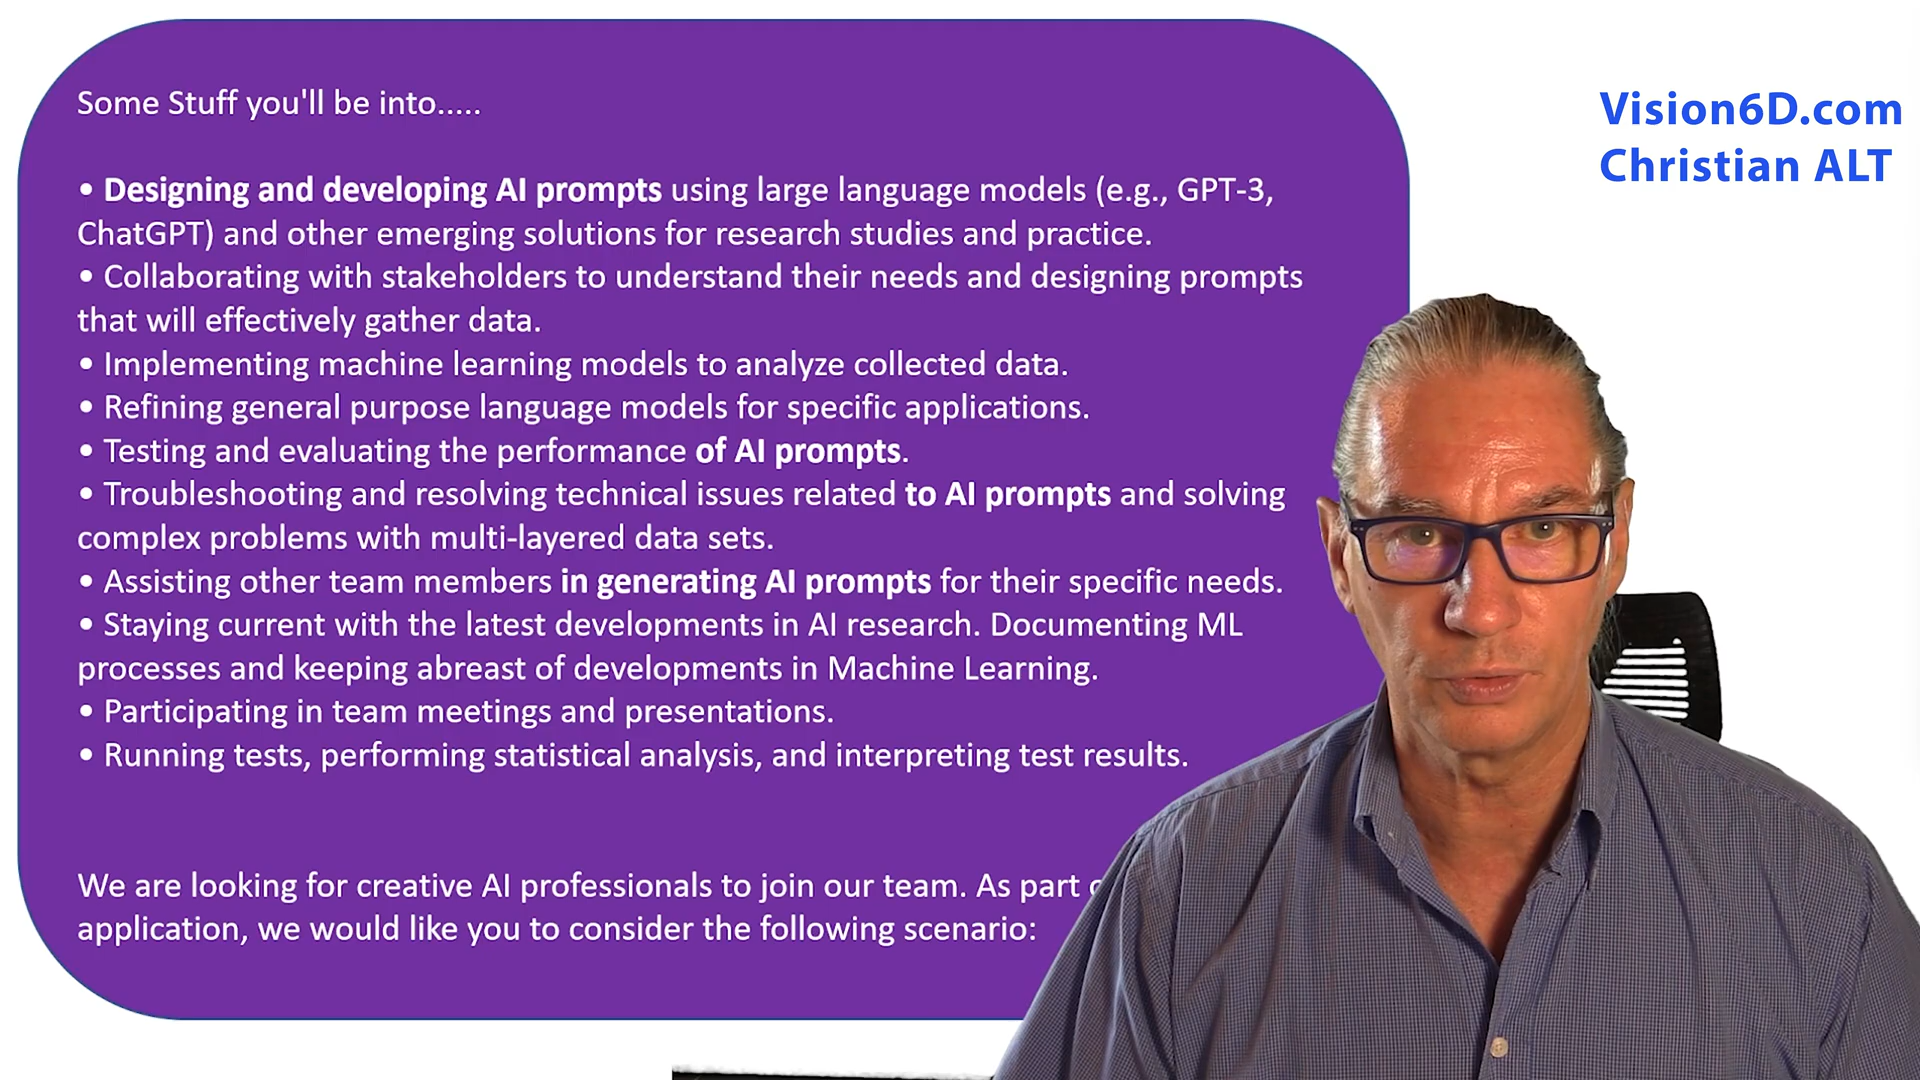 Some Stuff you'll be into.....
• Designing and developing AI prompts using large language models (e.g., GPT-3,
ChatGPT) and other emerging solutions for research studies and practice.
• Collaborating with stakeholders to understand their needs and designing prompts
that will effectively gather data.
• Implementing machine learning models to analyze collected data.
• Refining general purpose language models for specific applications.
• Testing and evaluating the performance of AI prompts.
• Troubleshooting and resolving technical issues related to AI prompts and solving
complex problems with multi-layered data sets.
• Assisting other team members in generating AI prompts for their specific needs.
• Staying current with the latest developments in AI research. Documenting ML
processes and keeping abreast of developments in Machine Learning.
• Participating in team meetings and presentations.
• Running tests, performing statistical analysis, and interpreting test results.
We are looking for creative AI professionals to join our team. As part
application, we would like you to consider the following scenario:
Vision6D.com
Christian ALT